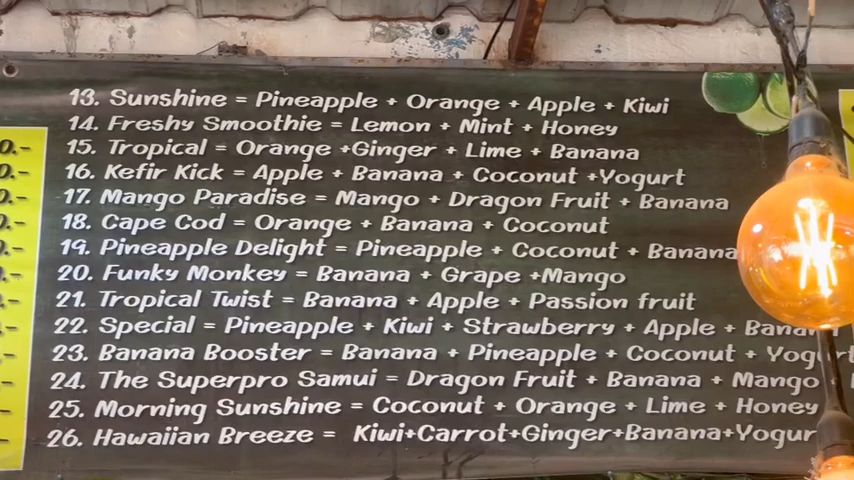 13. Sunshine = Pineapple + Orange + Apple + Kiwi
14. Freshy Smoothie = Lemon + Mint + Honey
15. Tropical = Orange +Ginger + Lime + Banana
16. Kefir Kick = Apple + Banana + Coconut +Yogurt
17. Mango Paradise = Mango + Dragon Fruit + Banana
18. Cape Cod = Orange + Banana + Coconut
19. Pineapple Delight = Pineapple + Coconut + Banana
20. Funky Monkey = Banana + Grape +Mango
21. Tropical Twist = Banana + Apple + Passion fruit
22. Special = Pineapple + Kiwi + Strawberry + Apple +
23. Banana Booster = Banana + Pineapple + Coconut +
24. The Superpro Samui = Dragon Fruit + Banana + Mango
25. Morning Sunshine = Coconut + Orange + Lime + Honey
26. Hawaiian Breeze = Kiwi+Carrot+Ginger+Banana+